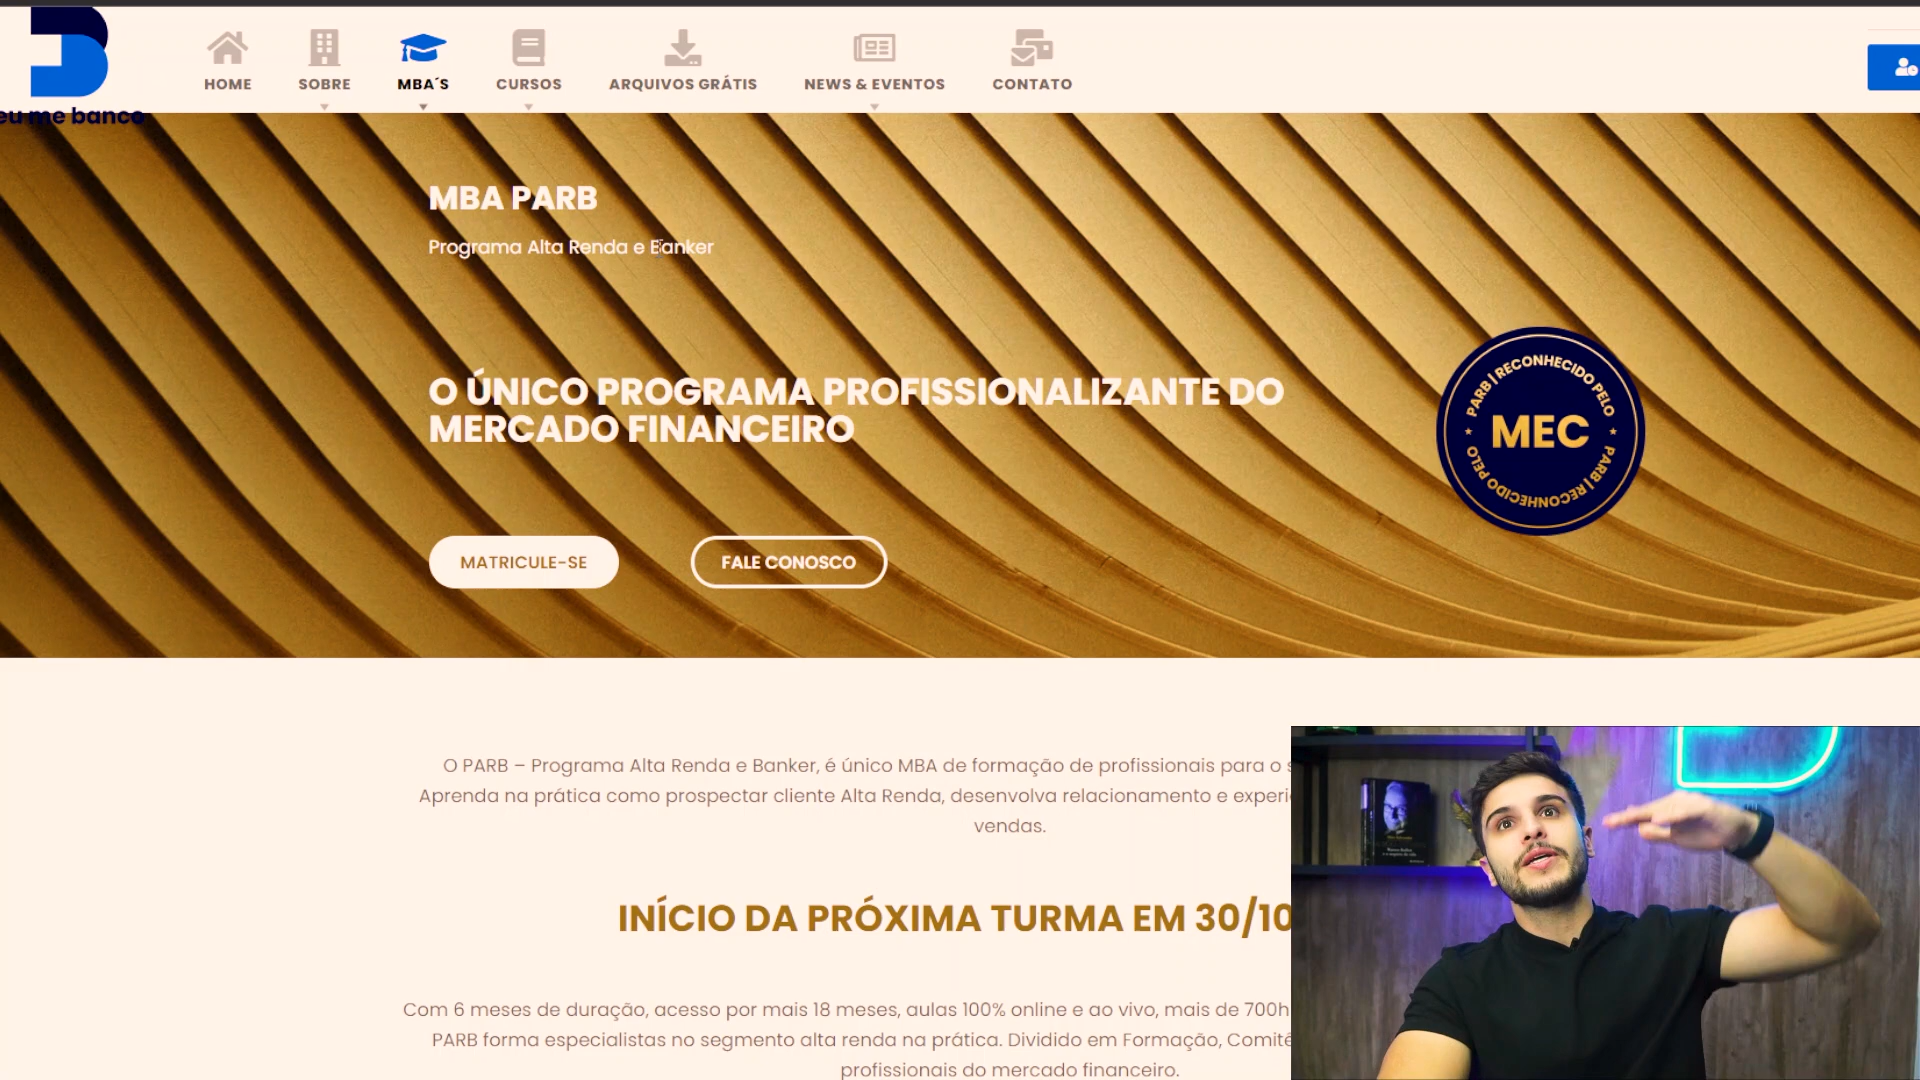 eu me banco
HOME
SOBRE
MBA´S
CURSOS
ARQUIVOS GRÁTIS
NEWS & EVENTOS
CONTATO
MBA PARB
Programa Alta Renda e Banker
O ÚNICO PROGRAMA PROFISSIONALIZANTE DO
MERCADO FINANCEIRO
PARB | RECONHECIDO PELO
MEC
PARB | RECONHECIDO PELO
MATRICULE-SE
FALE CONOSCO
O PARB – Programa Alta Renda e Banker, é único MBA de formação de profissionais para o s
Aprenda na prática como prospectar cliente Alta Renda, desenvolva relacionamento e experi
vendas.
INÍCIO DA PRÓXIMA TURMA EM 30/10
Com 6 meses de duração, acesso por mais 18 meses, aulas 100% online e ao vivo, mais de 700h
PARB forma especialistas no segmento alta renda na prática. Dividido em Formação, Comitê
profissionais do mercado financeiro.